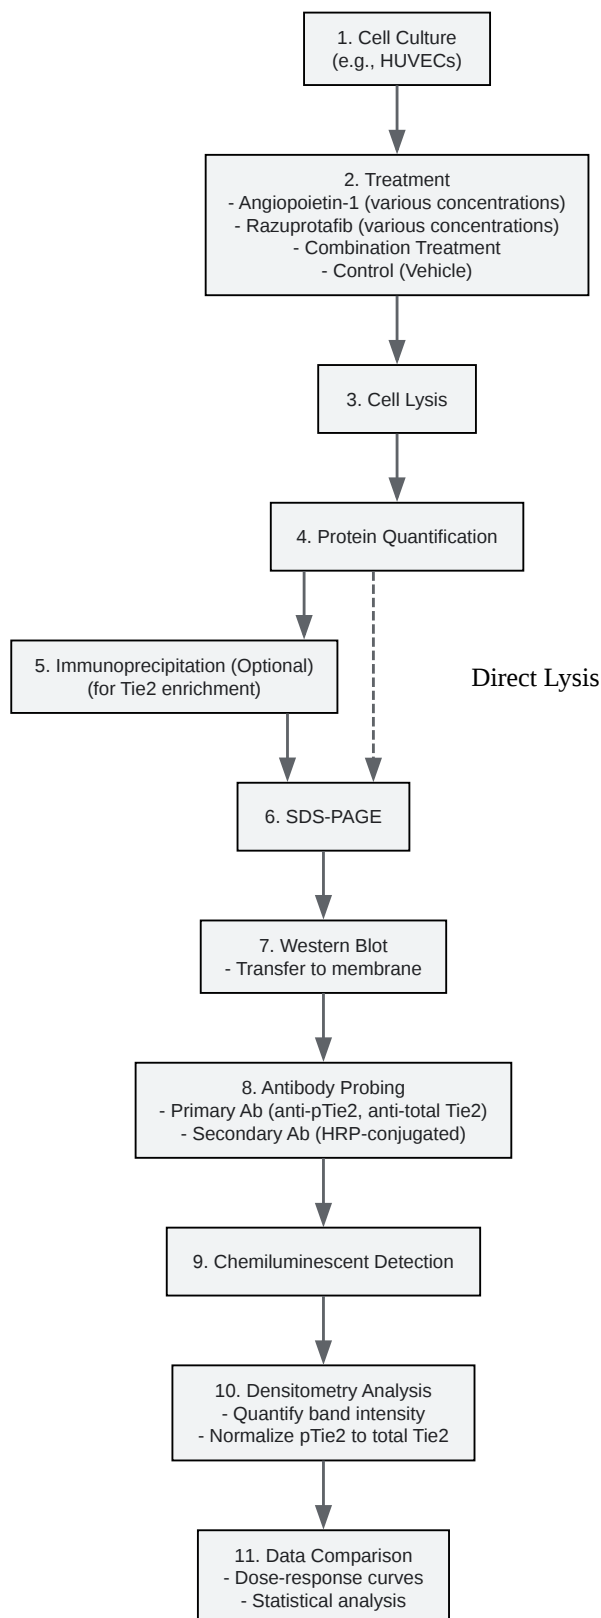 1. Cell Culture
(e.g., HUVECs)
2. Treatment
- Angiopoietin-1 (various concentrations)
- Razuprotafib (various concentrations)
- Combination Treatment
- Control (Vehicle)
3. Cell Lysis
4. Protein Quantification
5. Immunoprecipitation (Optional)
(for Tie2 enrichment)
Direct Lysis
6. SDS-PAGE
7. Western Blot
- Transfer to membrane
8. Antibody Probing
- Primary Ab (anti-pTie2, anti-total Tie2)
- Secondary Ab (HRP-conjugated)
9. Chemiluminescent Detection
10. Densitometry Analysis
- Quantify band intensity
- Normalize pTie2 to total Tie2
11. Data Comparison
- Dose-response curves
- Statistical analysis